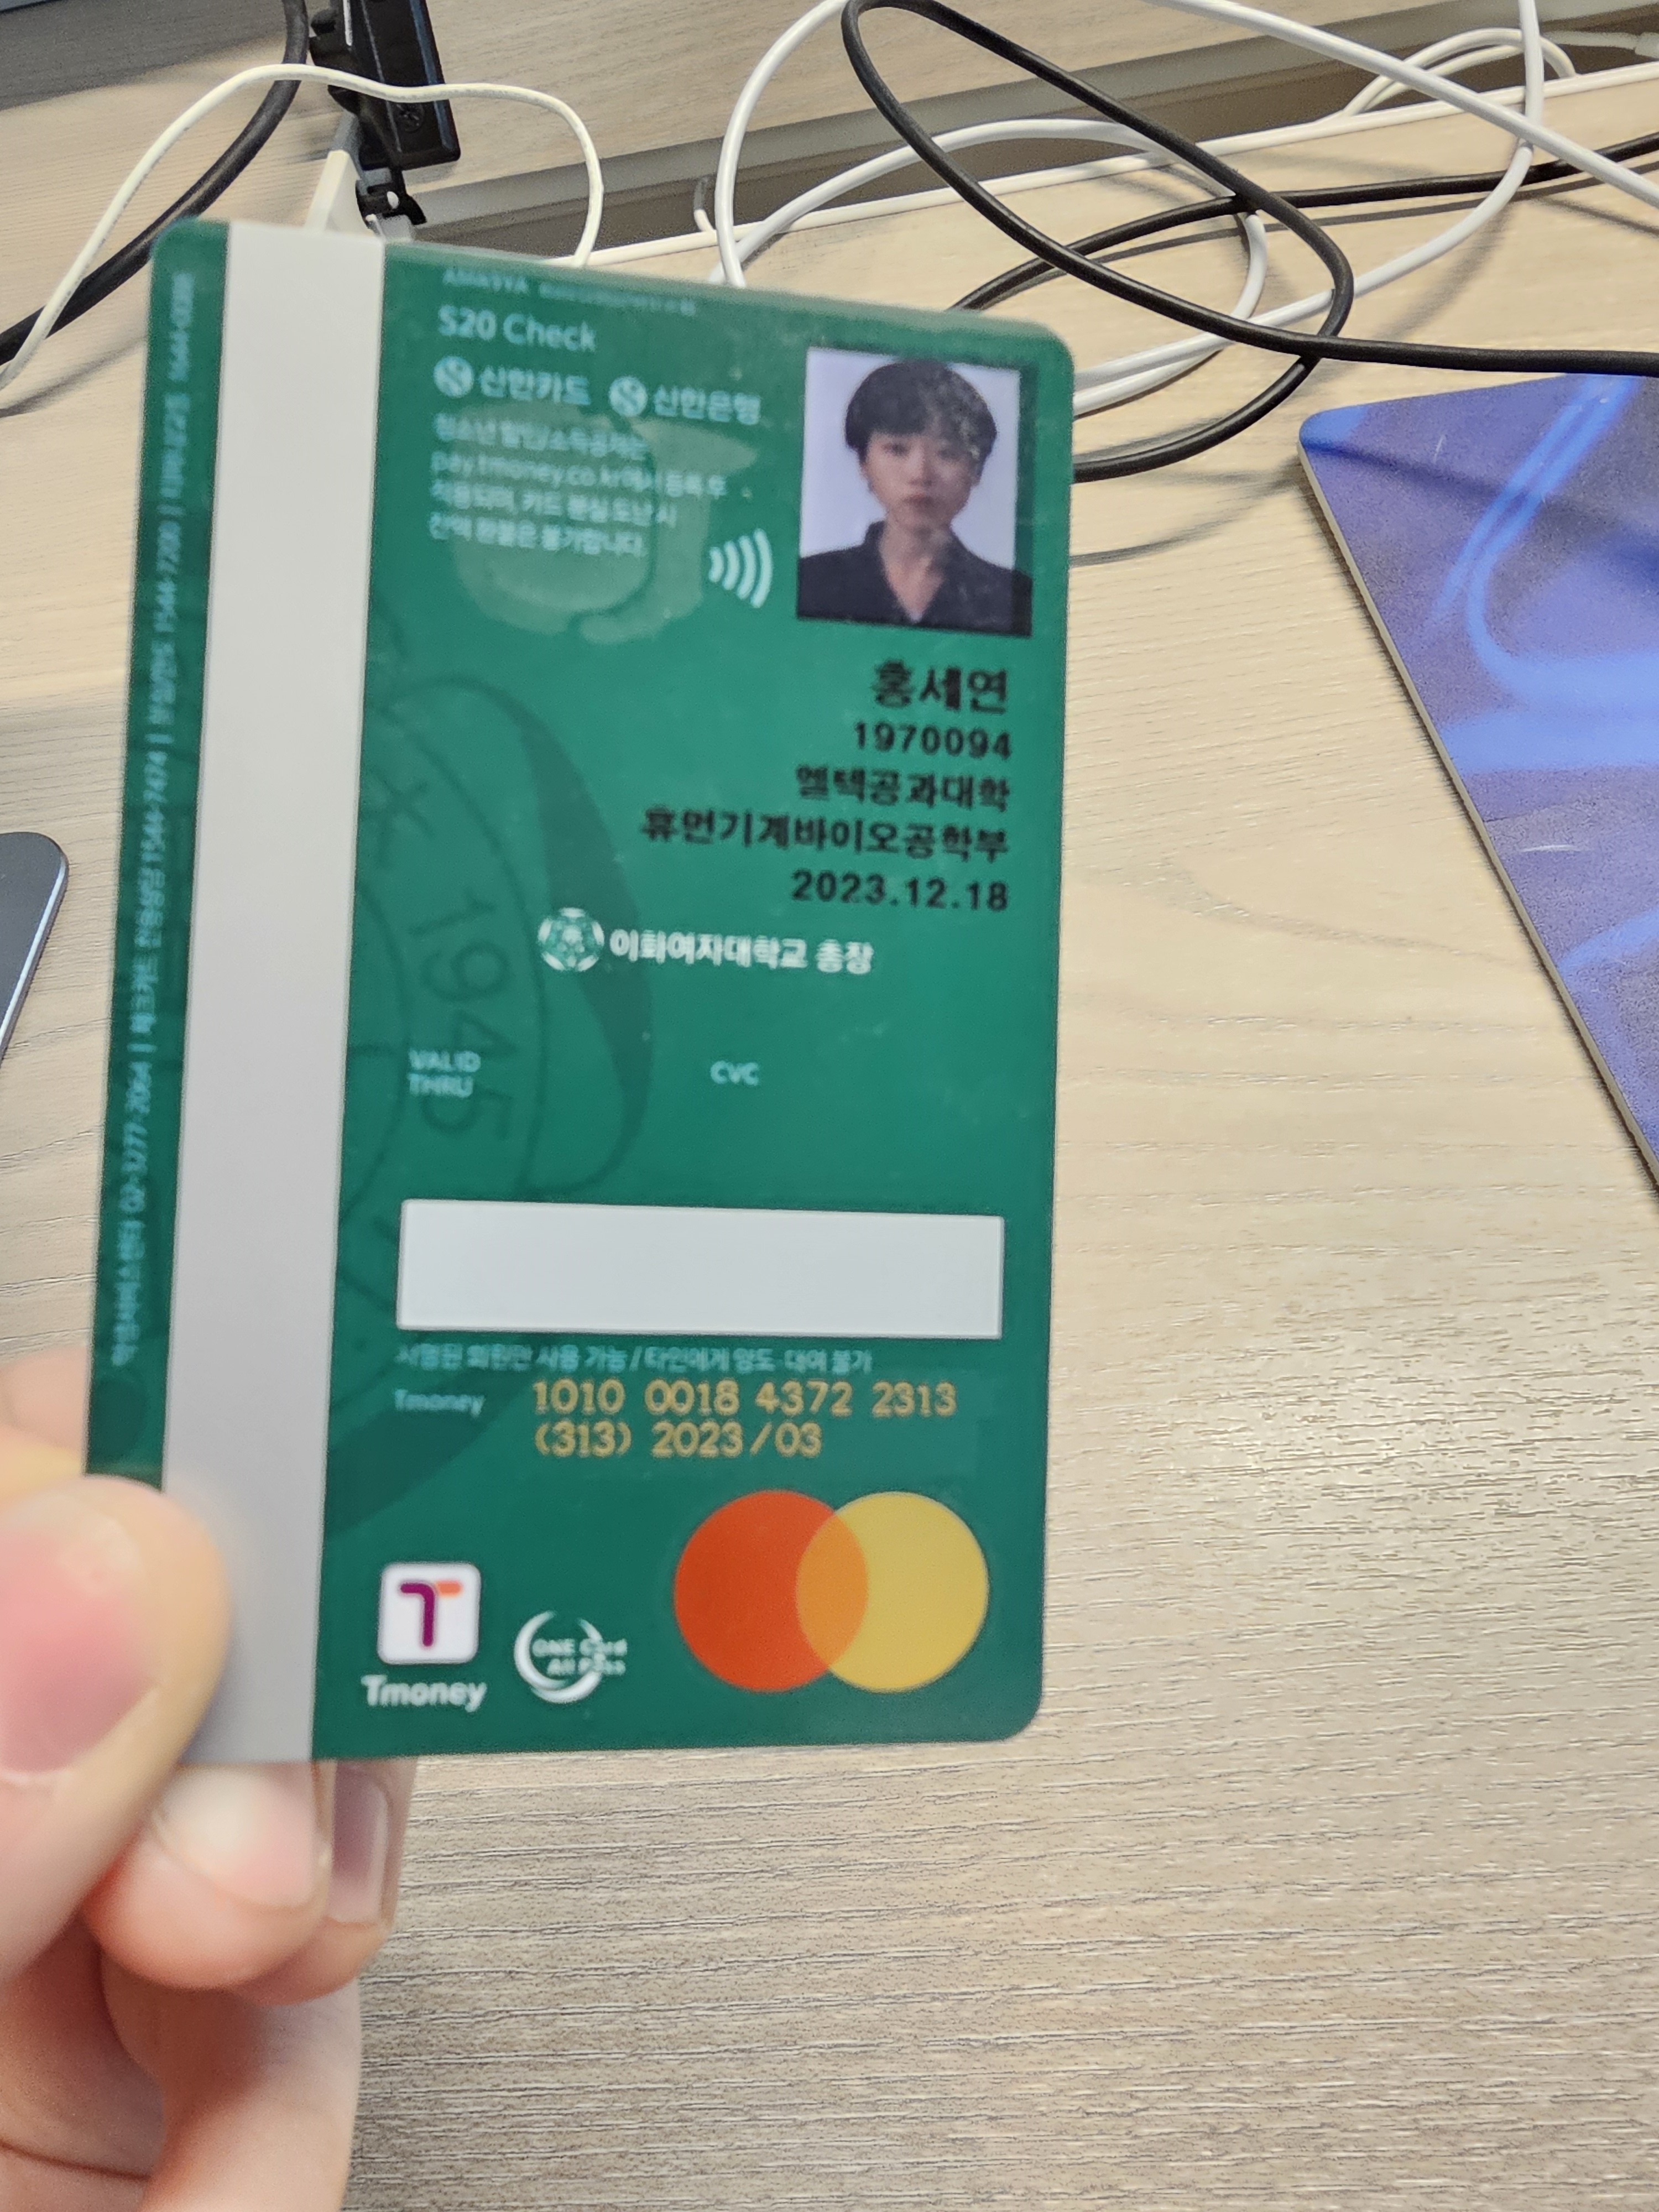 S20 Check
신한카드 신한은행
청소년 할인/소득공제는
pay.tmoney.co.kr에서 등록 후
적용되며, 카드 분실 도난 시
잔액 환불은 불가합니다.
홍세연
1970094
엘텍공과대학
휴먼기계바이오공학부
2023.12.18
이화여자대학교 총장
1945
VALID
THRU
CVC
서명된 회원만 사용 가능 / 타인에게 양도·대여 불가
Tmoney 1010 0018 4372 2313
(313) 2023/03
Tmoney
ONE Card
All Pass